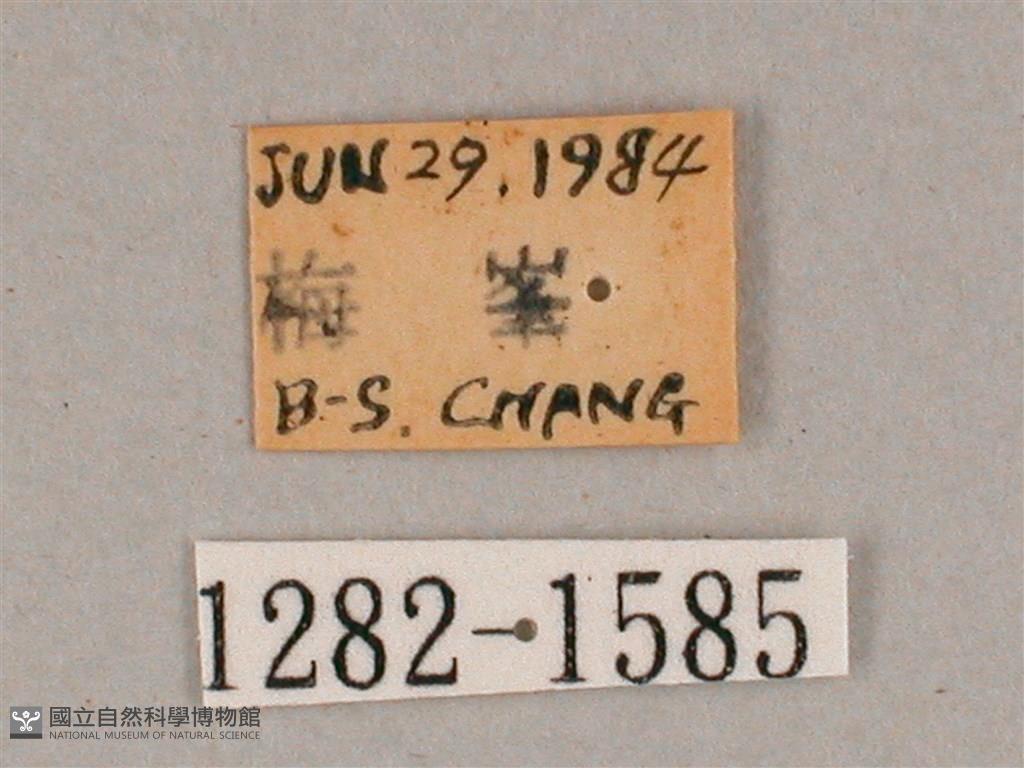 JUN 29. 1984
梅 峯
B-S. CHANG
1282-1585
國立自然科學博物館
NATIONAL MUSEUM OF NATURAL SCIENCE